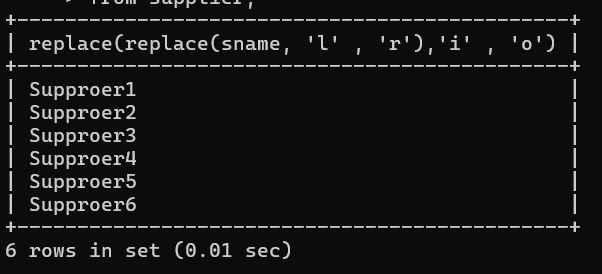 > from supplier;
+-----------------------------------------------+
| replace(replace(sname, 'l' , 'r'),'i' , 'o') |
+-----------------------------------------------+
| Supproer1 |
| Supproer2 |
| Supproer3 |
| Supproer4 |
| Supproer5 |
| Supproer6 |
+-----------------------------------------------+
6 rows in set (0.01 sec)